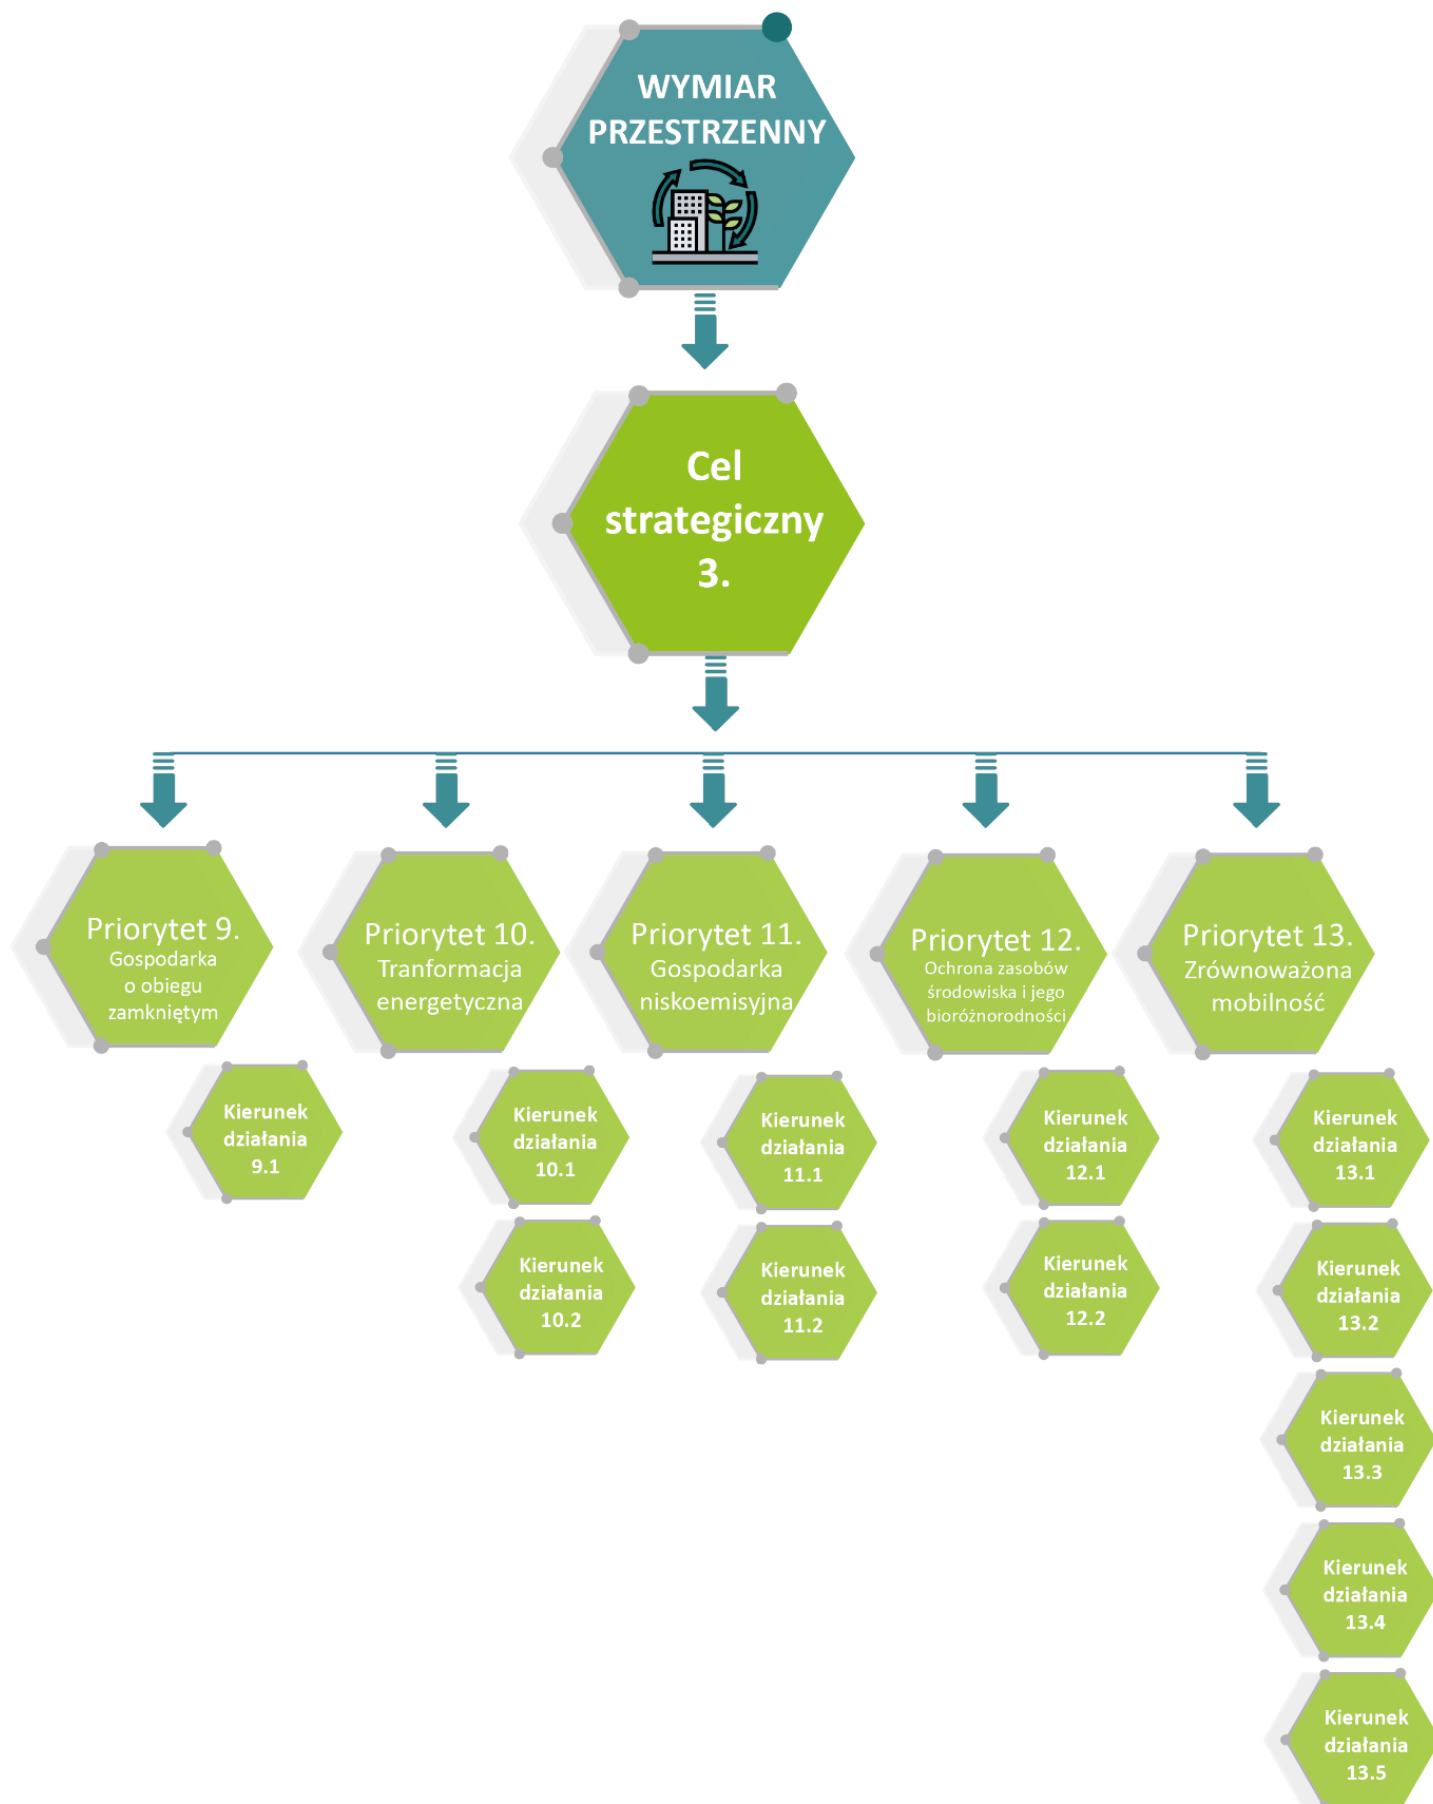 WYMIAR
PRZESTRZENNY
Cel
strategiczny
3.
Priorytet 9.
Gospodarka
o obiegu
zamkniętym
Priorytet 10.
Tranformacja
energetyczna
Priorytet 11.
Gospodarka
niskoemisyjna
Priorytet 12.
Ochrona zasobów
środowiska i jego
bioróżnorodności
Priorytet 13.
Zrównoważona
mobilność
Kierunek
działania
9.1
Kierunek
działania
10.1
Kierunek
działania
10.2
Kierunek
działania
11.1
Kierunek
działania
11.2
Kierunek
działania
12.1
Kierunek
działania
12.2
Kierunek
działania
13.1
Kierunek
działania
13.2
Kierunek
działania
13.3
Kierunek
działania
13.4
Kierunek
działania
13.5